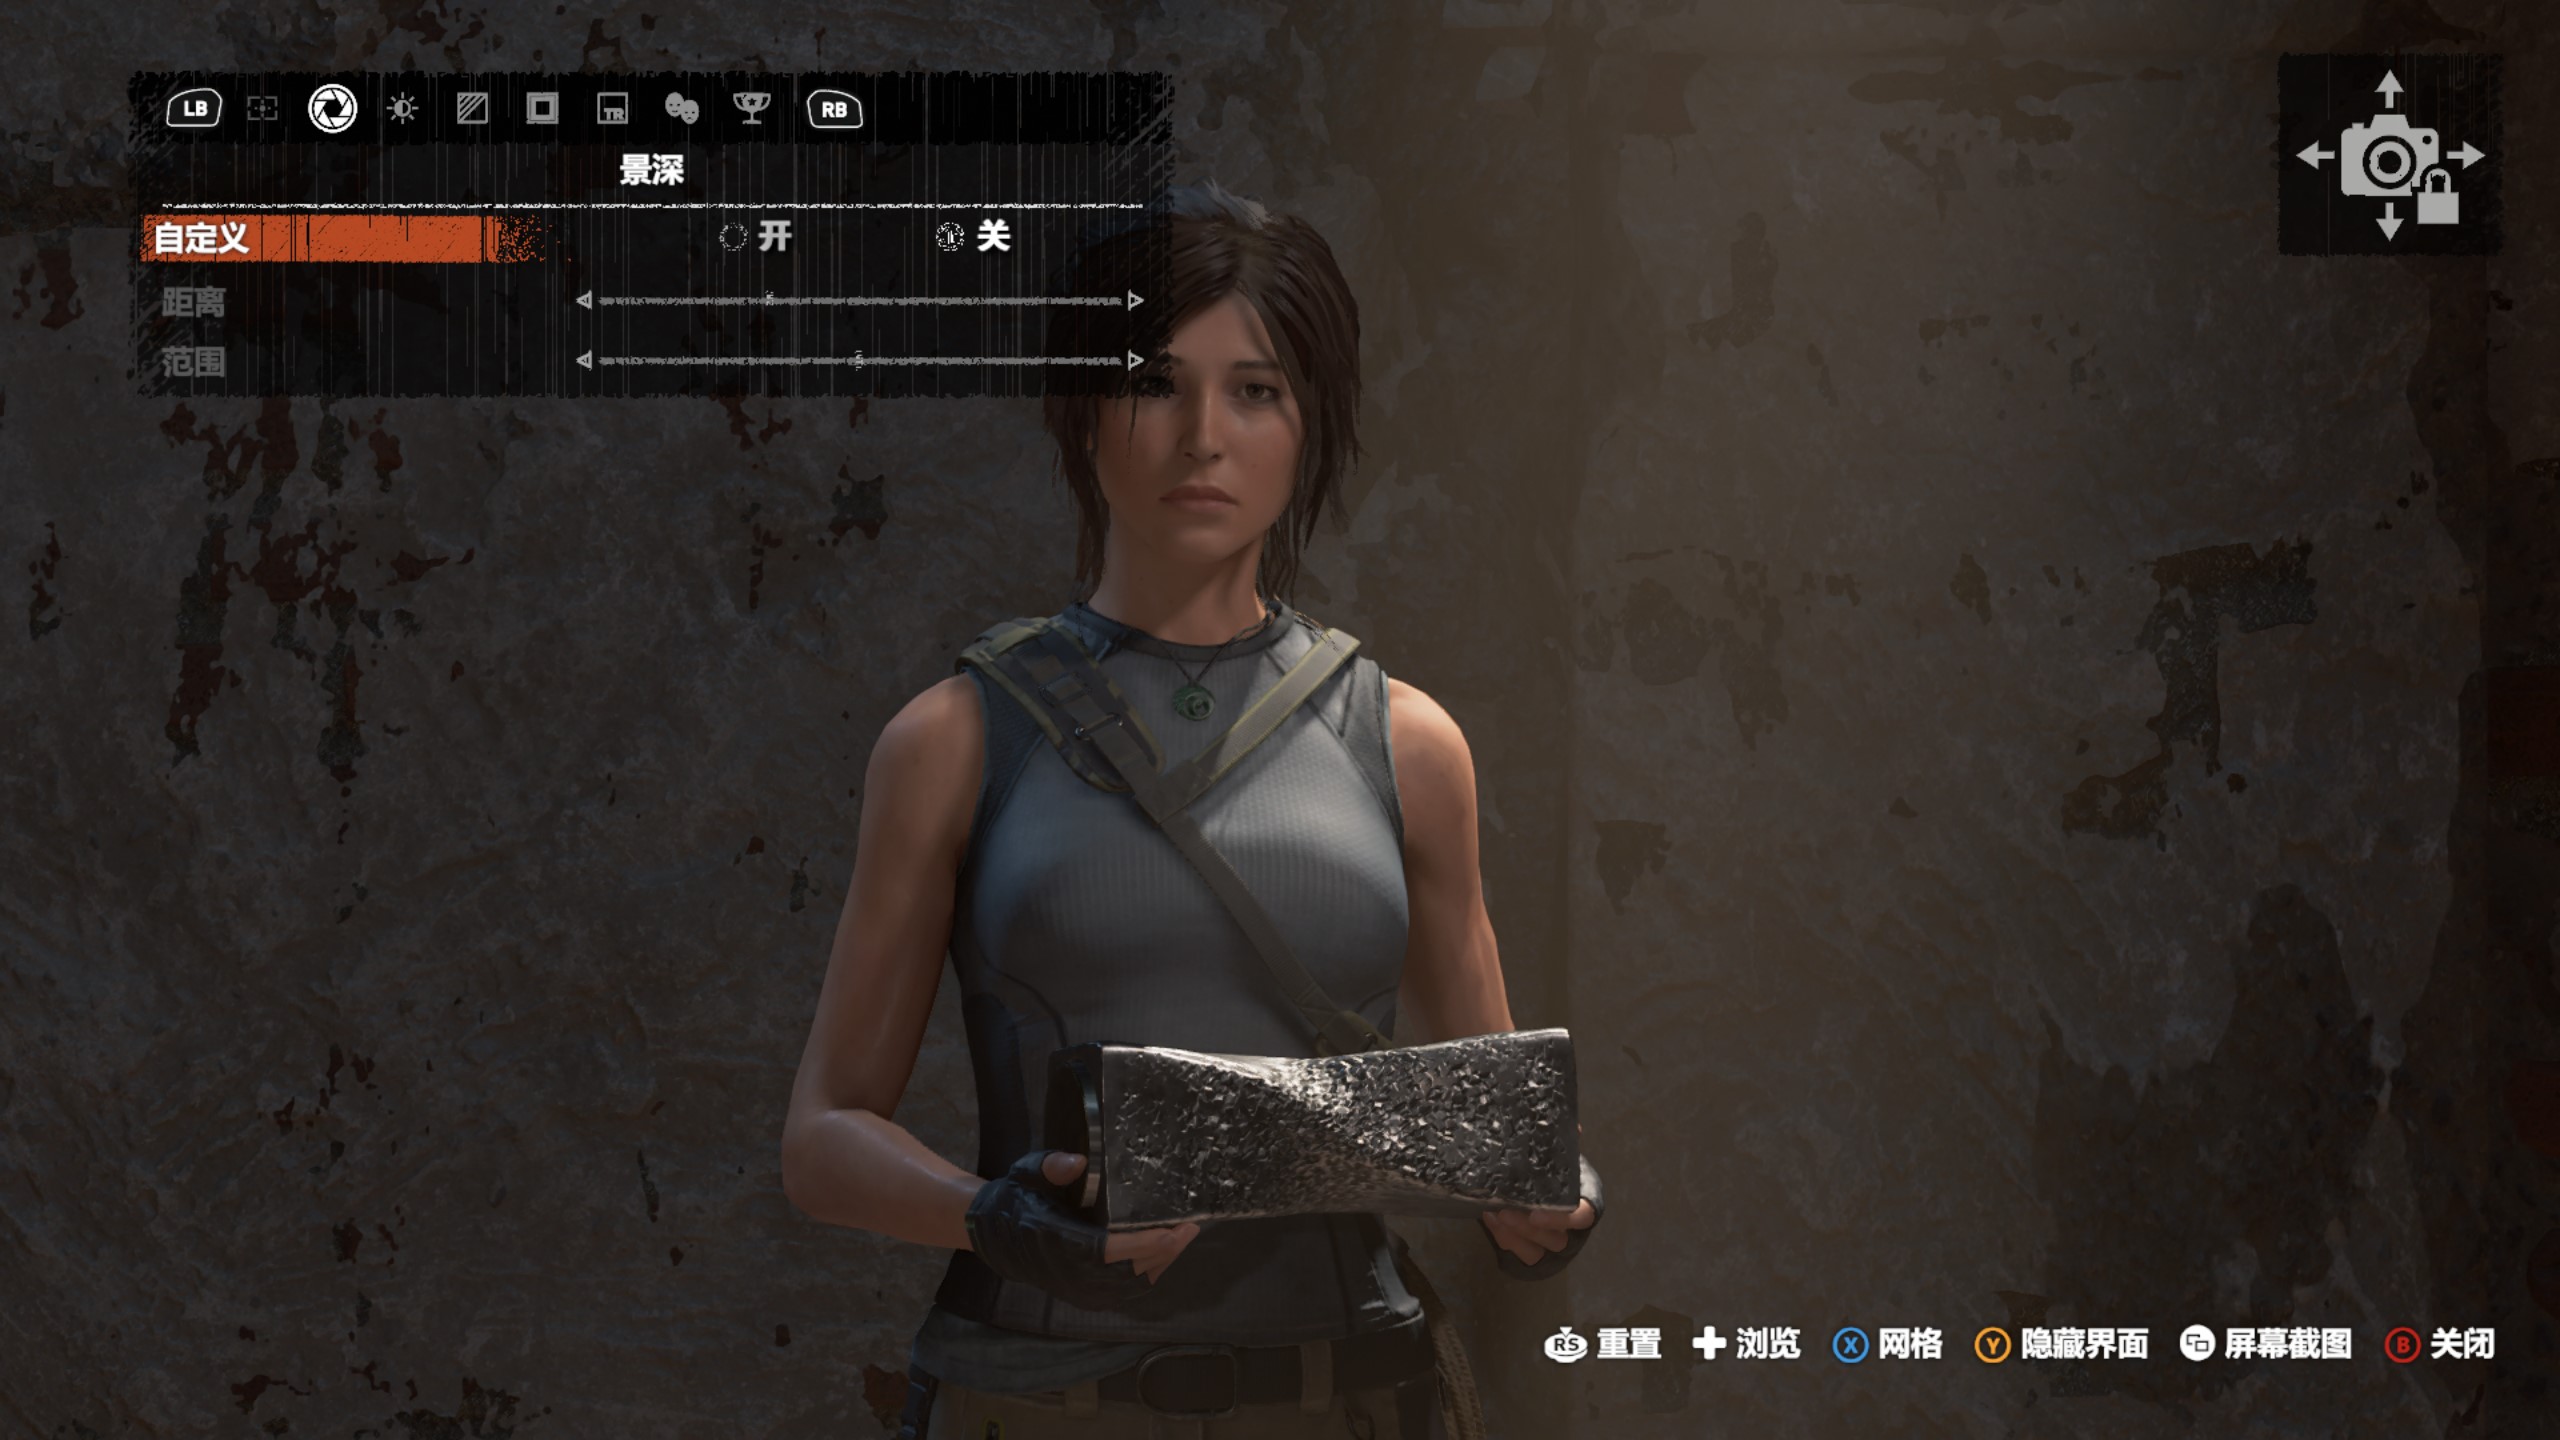 LB TR RB
景深
自定义 开 关
距离
范围
RS 重置 浏览 X 网格 Y 隐藏界面 屏幕截图 B 关闭